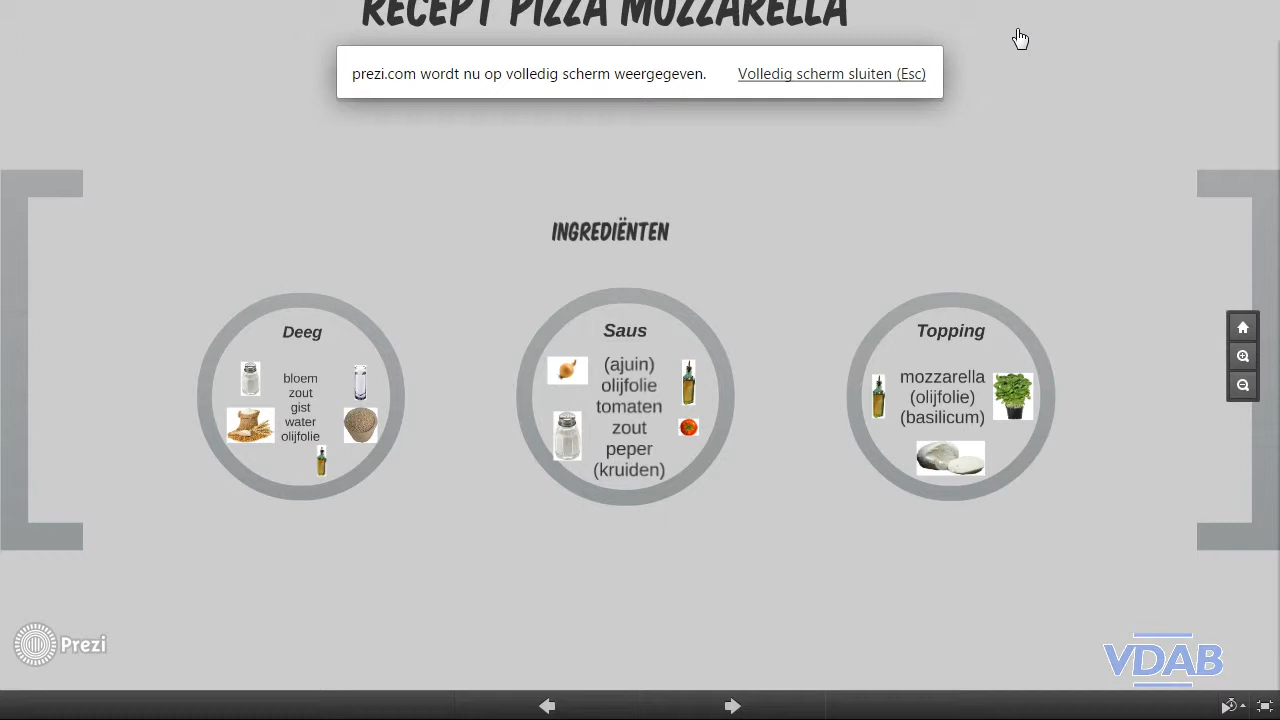 RECEPT PIZZA MOZZARELLA
prezi.com wordt nu op volledig scherm weergegeven. Volledig scherm sluiten (Esc)
INGREDIËNTEN
Deeg
bloem
zout
gist
water
olijfolie
Saus
(ajuin)
olijfolie
tomaten
zout
peper
(kruiden)
Topping
mozzarella
(olijfolie)
(basilicum)
Prezi
VDAB